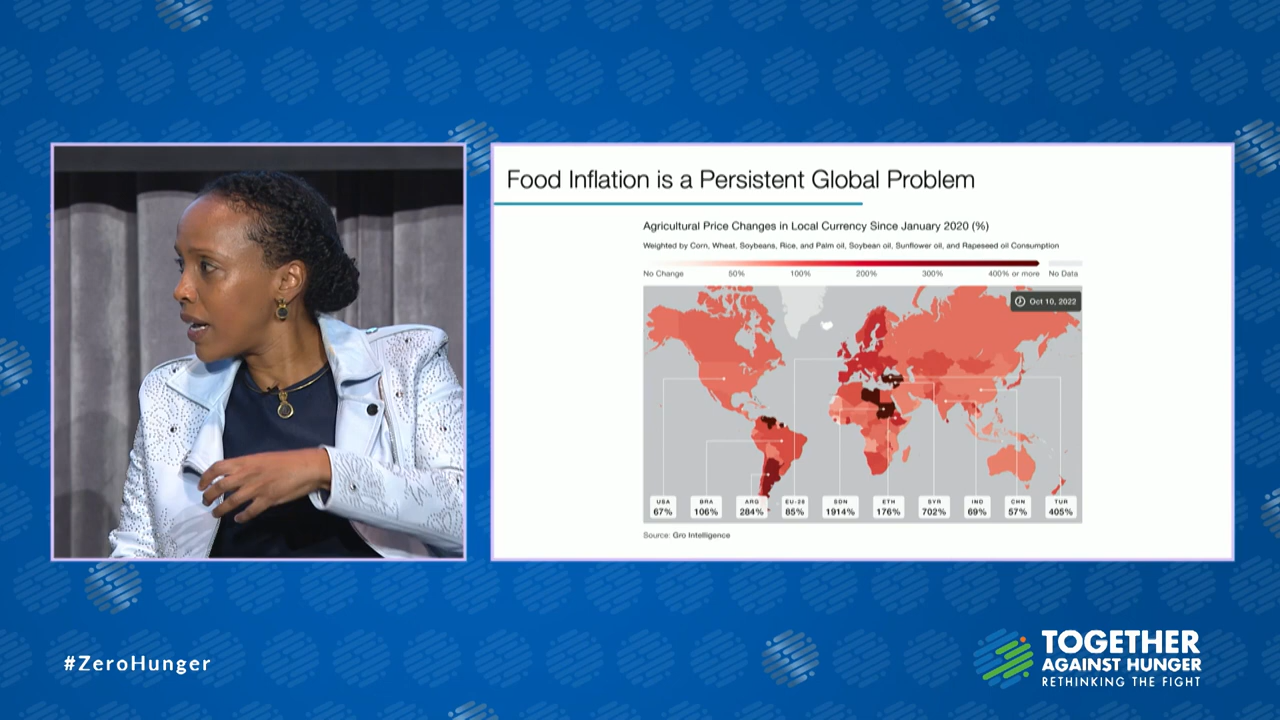 Food Inflation is a Persistent Global Problem
Agricultural Price Changes in Local Currency Since January 2020 (%)
Weighted by Corn, Wheat, Soybeans, Rice, and Palm oil, Soybean oil, Sunflower oil, and Rapeseed oil Consumption
No Change 50% 100% 200% 300% 400% or more No Data
Oct 10, 2022
USA BRA ARG EU-28 SDN ETH SYR IND CHN TUR
67% 106% 284% 85% 1914% 176% 702% 69% 57% 405%
Source: Gro Intelligence
#ZeroHunger
TOGETHER
AGAINST HUNGER
RETHINKING THE FIGHT